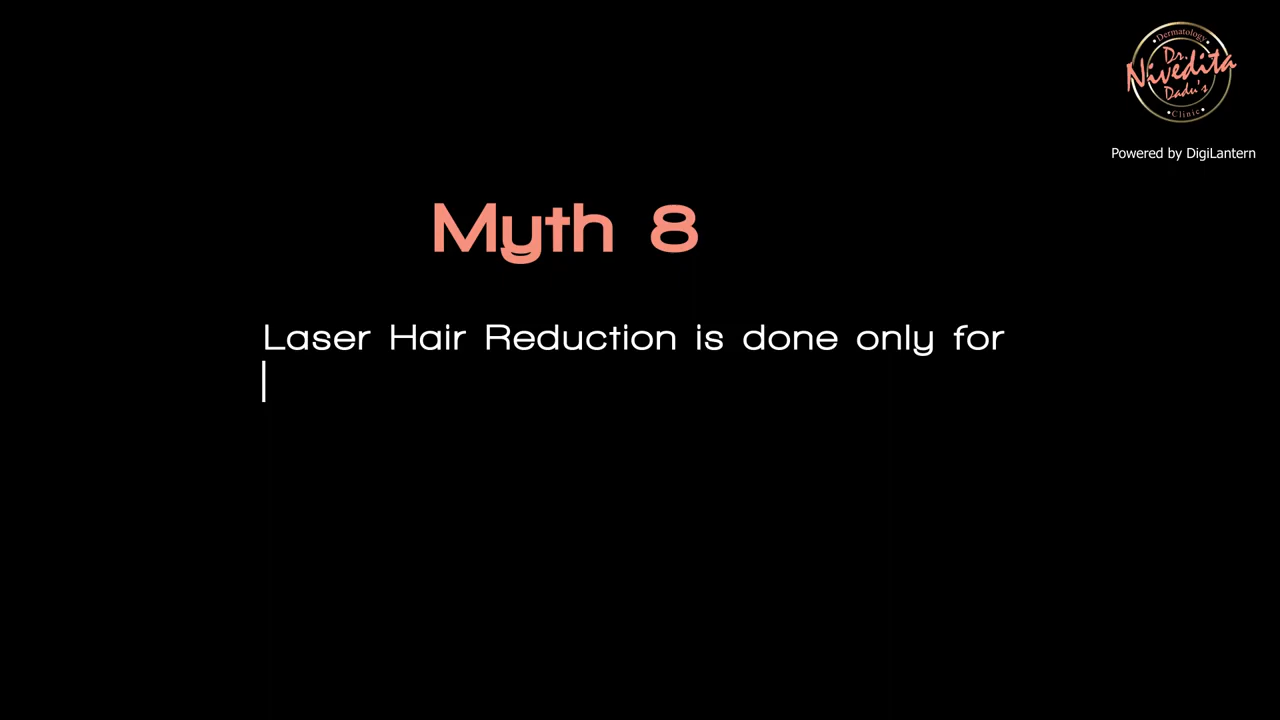 Dermatology
Dr.
Nivedita
Dadu's
Clinic
Powered by DigiLantern
Myth 8
Laser Hair Reduction is done only for